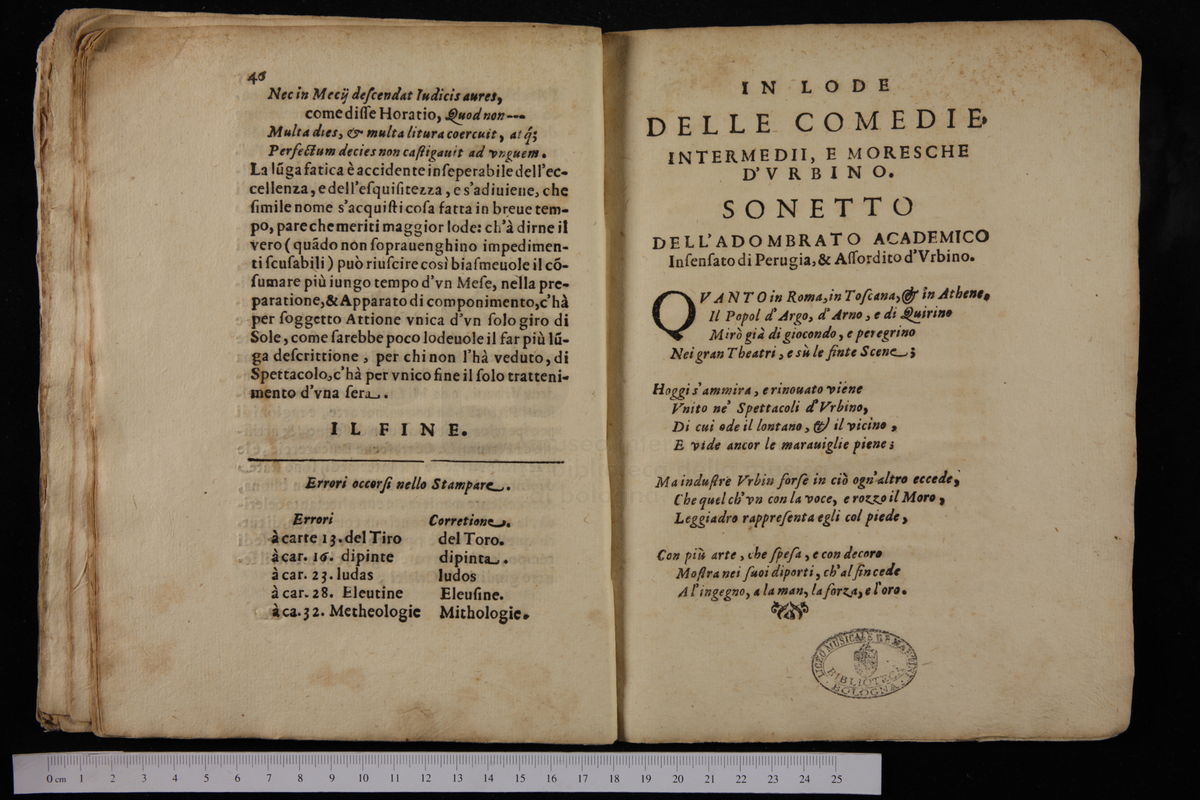 46
Nec in Mecij deſcendat Iudicis aures,
come diſſe Horatio, Quod non ---
Multa dies, & multa litura coercuit, atq́;
Perfectum decies non caſtigauit ad vnguem.
La lũga fatica è accidente inſeperabile dell'ec-
cellenza, e dell'eſquiſitezza, e s'adiuiene, che
ſimile nome s'acquiſti coſa fatta in breue tem-
po, pare che meriti maggior lode: ch'à dirne il
vero (quãdo non ſoprauenghino impedimen-
ti ſcuſabili) può riuſcire così biaſmeuole il cõ-
ſumare più iungo tempo d'vn Meſe, nella pre-
paratione, & Apparato di componimento, c'hà
per ſoggetto Attione vnica d'vn ſolo giro di
Sole, come ſarebbe poco lodeuole il far più lũ-
ga deſcrittione, per chi non l'hà veduto, di
Spettacolo, c'hà per vnico fine il ſolo tratteni-
mento d'vna ſera.
IL FINE.
Errori occorſi nello Stampare.
Errori Corretione.
à carte 13. del Tiro del Toro.
à car. 16. dipinte dipinta.
à car. 23. ludas ludos
à car. 28. Eleutine Eleuſine.
à ca. 32. Metheologie Mithologie.
IN LODE
DELLE COMEDIE,
INTERMEDII, E MORESCHE
D'VRBINO.
SONETTO
DELL'ADOMBRATO ACADEMICO
Inſenſato di Perugia, & Aſſordito d'Vrbino.
QVANTO in Roma, in Toſcana, & in Athene,
Il Popol d'Argo, d'Arno, e di Quirino
Mirò già di giocondo, e peregrino
Nei gran Theatri, e sù le finte Scene;
Hoggi s'ammira, e rinouato viene
Vnito ne' Spettacoli d'Vrbino,
Di cui ode il lontano, & il vicino,
E vide ancor le marauiglie piene;
Ma induſtre Vrbin forſe in ciò ogn'altro eccede,
Che quel ch'vn con la voce, e rozzo il Moro,
Leggiadro rappreſenta egli col piede,
Con più arte, che ſpeſa, e con decoro
Moſtra nei ſuoi diporti, ch'al fin cede
A l'ingegno, a la man, la forza, e l'oro.
LICEO MUSICALE G.B. MARTINI
BIBLIOTECA
BOLOGNA
0 cm 1 2 3 4 5 6 7 8 9 10 11 12 13 14 15 16 17 18 19 20 21 22 23 24 25